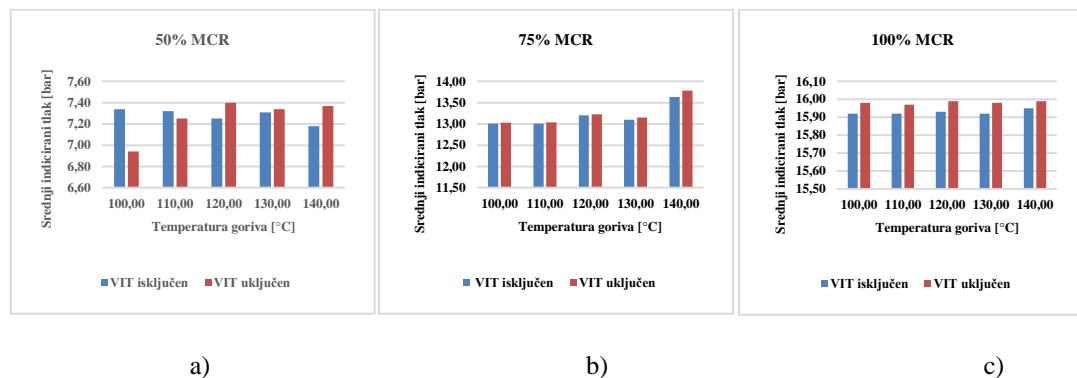 50% MCR
Srednji indicirani tlak [bar]
7,60
7,40
7,20
7,00
6,80
6,60
100,00 110,00 120,00 130,00 140,00
Temperatura goriva [°C]
VIT isključen VIT uključen
a)
75% MCR
Srednji indicirani tlak [bar]
14,00
13,50
13,00
12,50
12,00
11,50
100,00 110,00 120,00 130,00 140,00
Temperatura goriva [°C]
VIT isključen VIT uključen
b)
100% MCR
Srednji indicirani tlak [bar]
16,10
16,00
15,90
15,80
15,70
15,60
15,50
100,00 110,00 120,00 130,00 140,00
Temperatura goriva [°C]
VIT isključen VIT uključen
c)